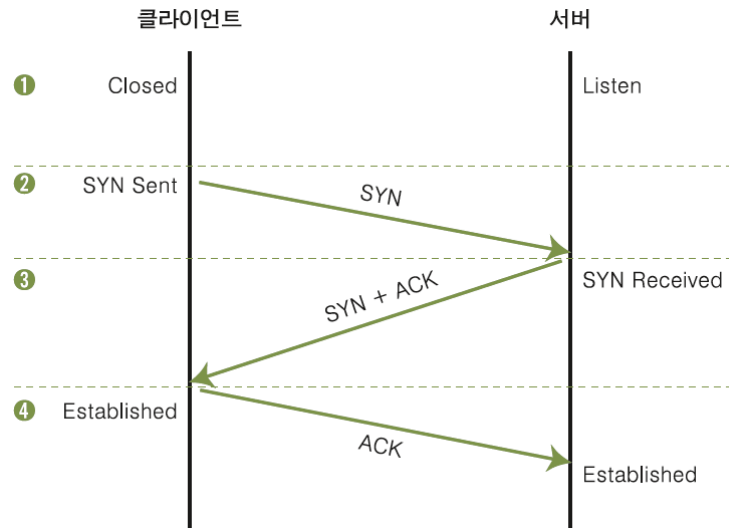 클라이언트 서버
1 Closed Listen
2 SYN Sent SYN
3 SYN + ACK SYN Received
4 Established ACK
Established